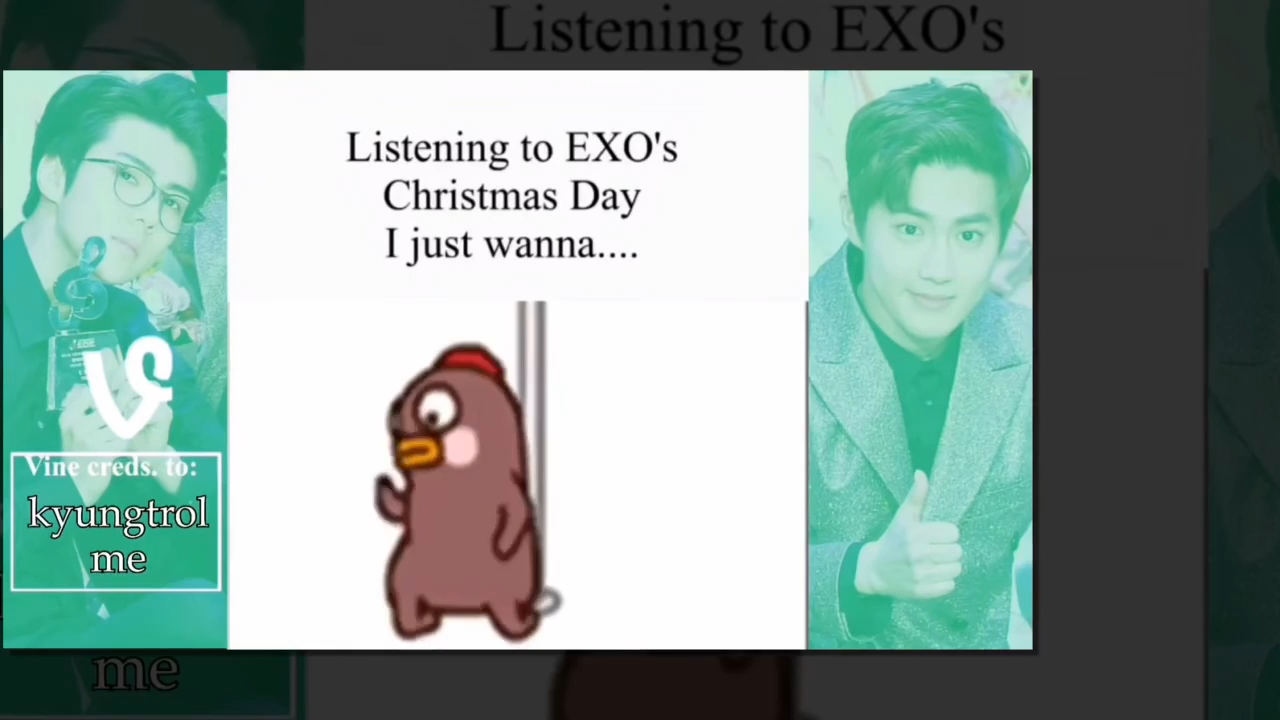 Listening to EXO's
Listening to EXO's
Christmas Day
I just wanna....
Vine creds. to:
kyungtrol
me
me